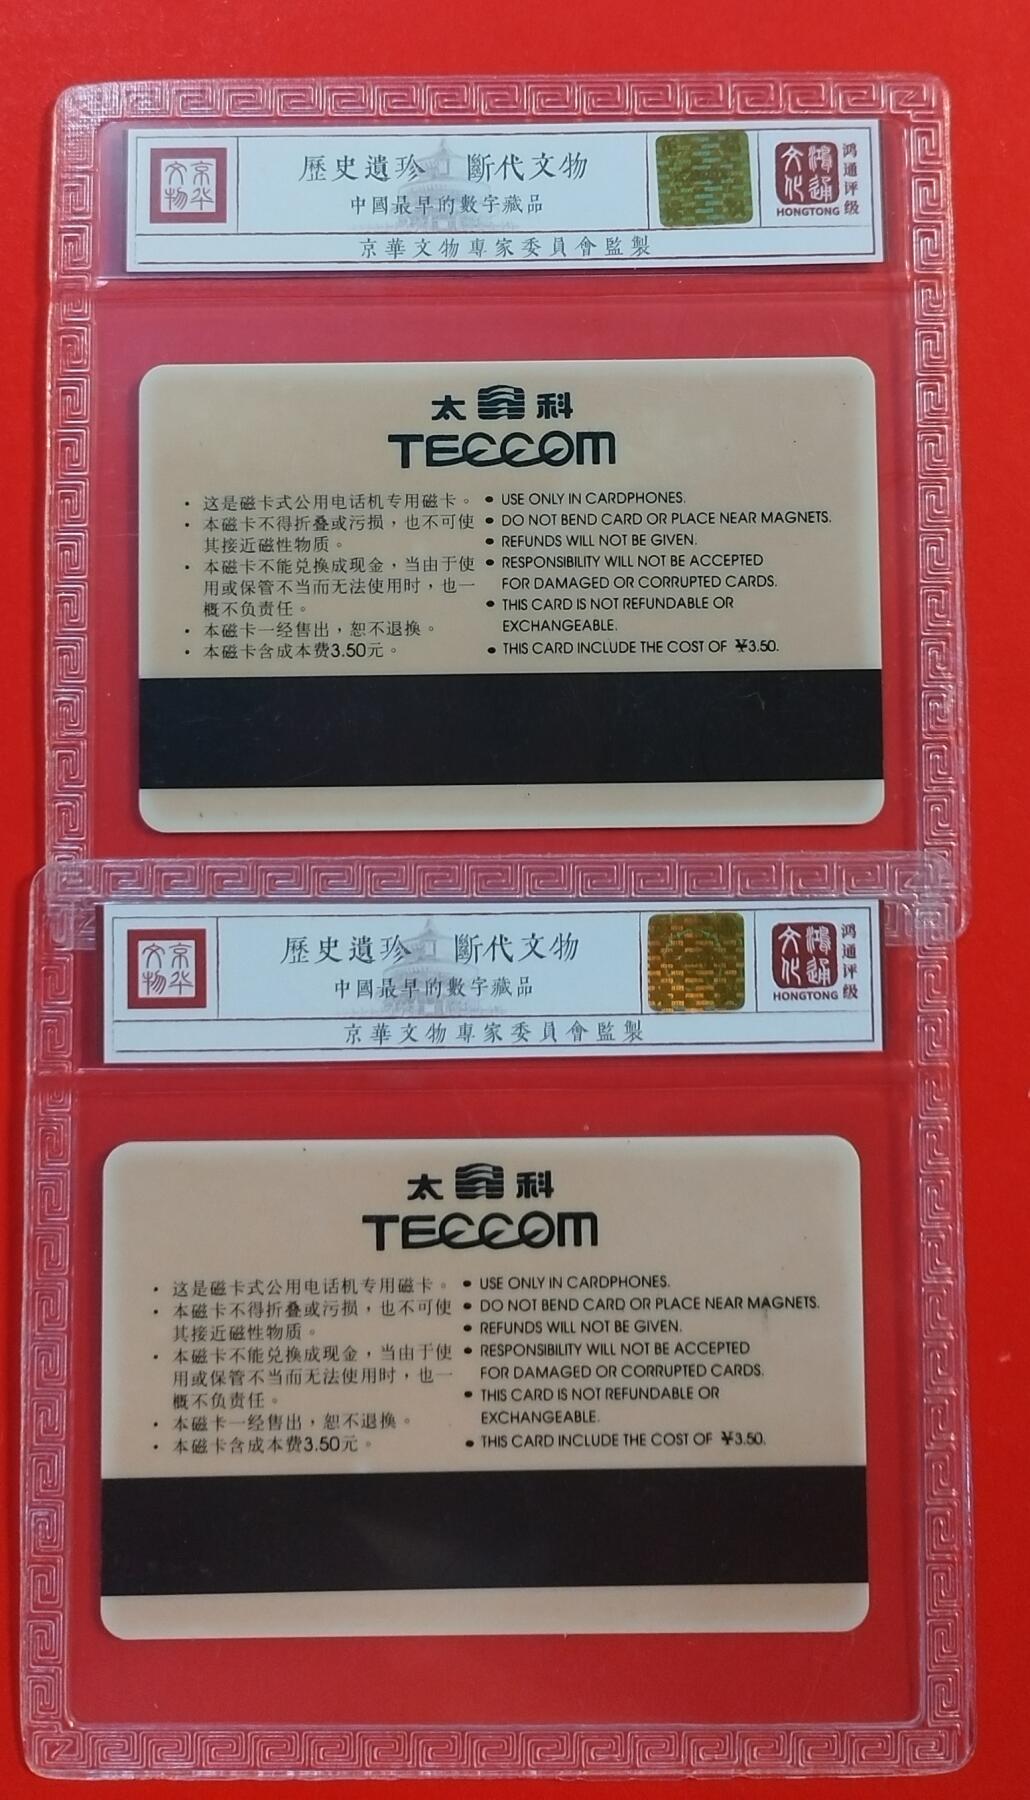 京华文物
歷史遺珍 斷代文物
中國最早的數字藏品
京華文物專家委員會監製
鴻通文化
HONGTONG
鸿通评级
太吉科
TECCOM
· 这是磁卡式公用电话机专用磁卡。
· 本磁卡不得折叠或污损，也不可使
其接近磁性物质。
· 本磁卡不能兑换成现金，当由于使
用或保管不当而无法使用时，也一
概不负责任。
· 本磁卡一经售出，恕不退换。
· 本磁卡含成本费3.50元。
● USE ONLY IN CARDPHONES.
● DO NOT BEND CARD OR PLACE NEAR MAGNETS.
● REFUNDS WILL NOT BE GIVEN.
● RESPONSIBILITY WILL NOT BE ACCEPTED
FOR DAMAGED OR CORRUPTED CARDS.
● THIS CARD IS NOT REFUNDABLE OR
EXCHANGEABLE.
● THIS CARD INCLUDE THE COST OF ¥3.50.
京华文物
歷史遺珍 斷代文物
中國最早的數字藏品
京華文物專家委員會監製
鴻通文化
HONGTONG
鸿通评级
太吉科
TECCOM
· 这是磁卡式公用电话机专用磁卡。
· 本磁卡不得折叠或污损，也不可使
其接近磁性物质。
· 本磁卡不能兑换成现金，当由于使
用或保管不当而无法使用时，也一
概不负责任。
· 本磁卡一经售出，恕不退换。
· 本磁卡含成本费3.50元。
● USE ONLY IN CARDPHONES.
● DO NOT BEND CARD OR PLACE NEAR MAGNETS.
● REFUNDS WILL NOT BE GIVEN.
● RESPONSIBILITY WILL NOT BE ACCEPTED
FOR DAMAGED OR CORRUPTED CARDS.
● THIS CARD IS NOT REFUNDABLE OR
EXCHANGEABLE.
● THIS CARD INCLUDE THE COST OF ¥3.50.